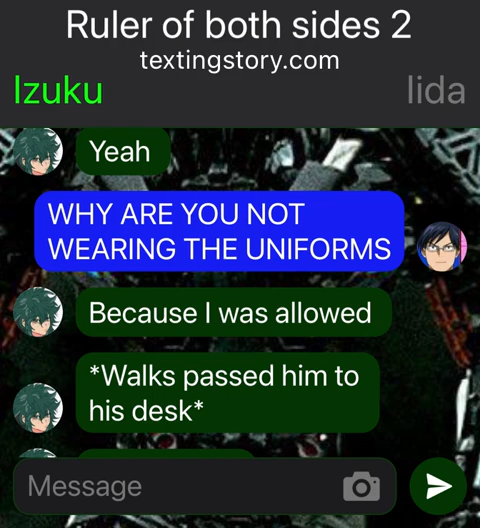 Ruler of both sides 2
textingstory.com
Izuku Iida
Yeah
WHY ARE YOU NOT
WEARING THE UNIFORMS
Because I was allowed
*Walks passed him to
his desk*
Message